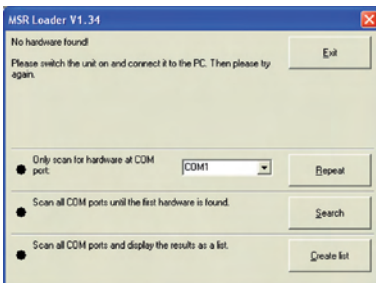 MSR Loader V1.34
No hardware found!
Please switch the unit on and connect it to the PC. Then please try
again.
Exit
Only scan for hardware at COM
port:
COM1
Repeat
Scan all COM ports until the first hardware is found.
Search
Scan all COM ports and display the results as a list.
Create list